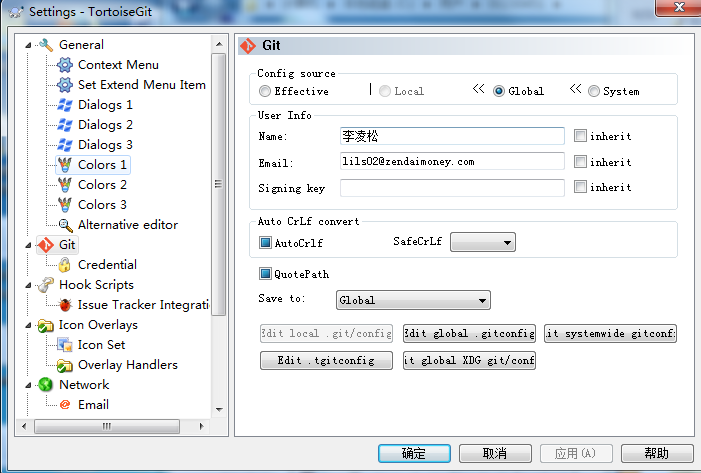 Settings - TortoiseGit
General
Context Menu
Set Extend Menu Item
Dialogs 1
Dialogs 2
Dialogs 3
Colors 1
Colors 2
Colors 3
Alternative editor
Git
Credential
Hook Scripts
Issue Tracker Integrati
Icon Overlays
Icon Set
Overlay Handlers
Network
Email
Git
Config source
Effective | Local << Global << System
User Info
Name: 李凌松 inherit
Email: lils02@zendaimoney.com inherit
Signing key inherit
Auto CrLf convert
AutoCrlf SafeCrLf
QuotePath
Save to: Global
Edit local .git/config Edit global .gitconfig it systemwide gitconf
Edit .tgitconfig it global XDG git/conf
确定 取消 应用(A) 帮助